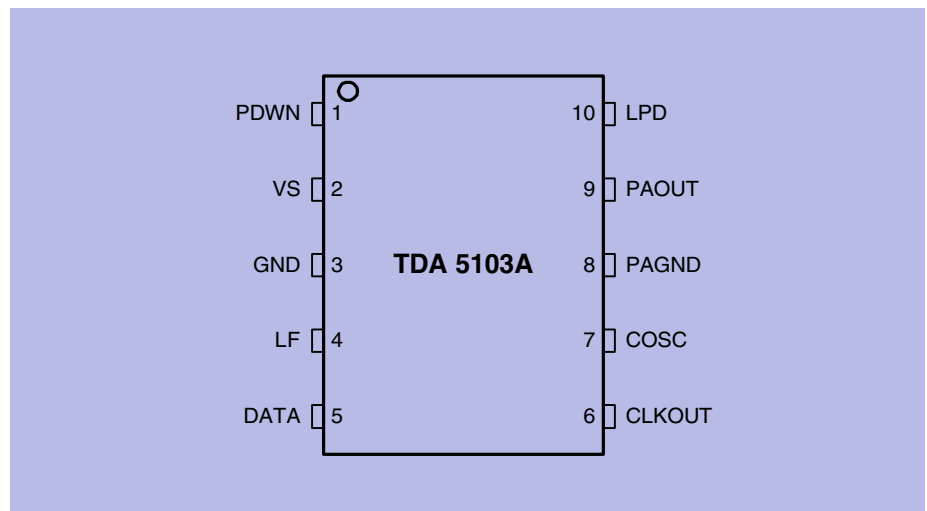 PDWN 1 10 LPD
VS 2 9 PAOUT
GND 3 TDA 5103A 8 PAGND
LF 4 7 COSC
DATA 5 6 CLKOUT